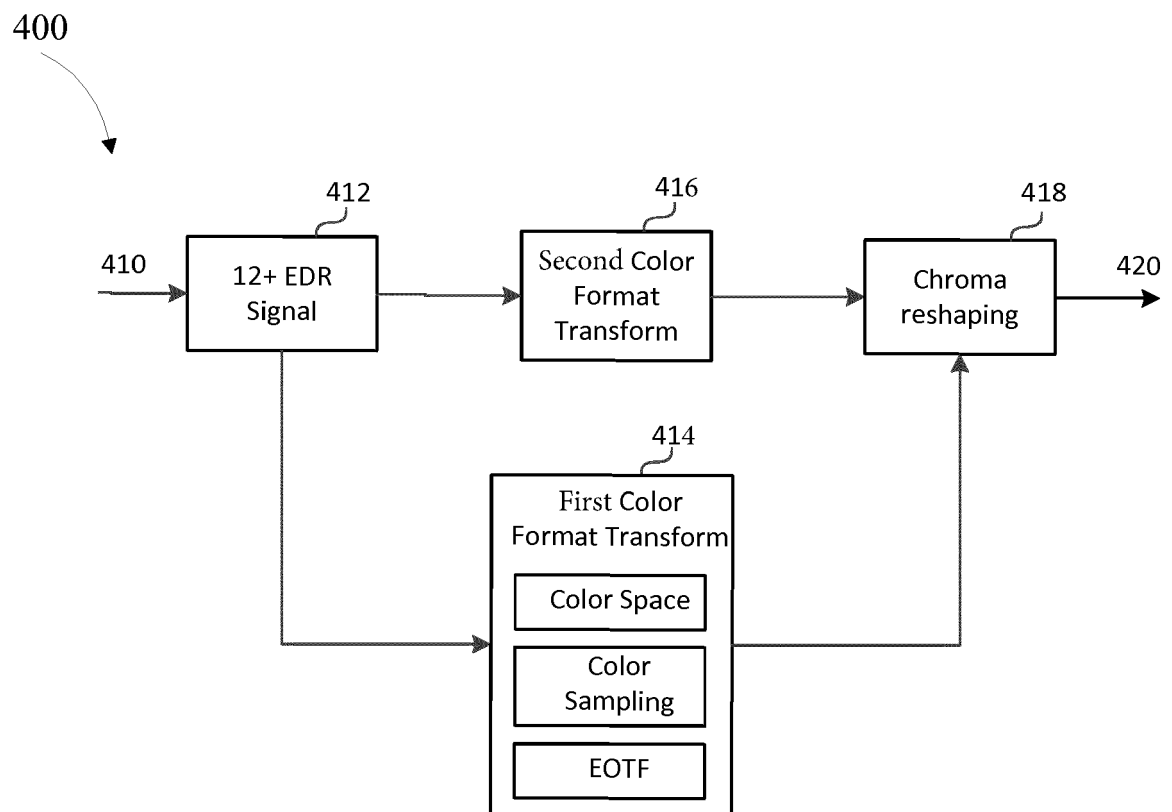 400
412
416
418
410
12+ EDR
Signal
Second Color
Format
Transform
Chroma
reshaping
420
414
First Color
Format Transform
Color Space
Color
Sampling
EOTF